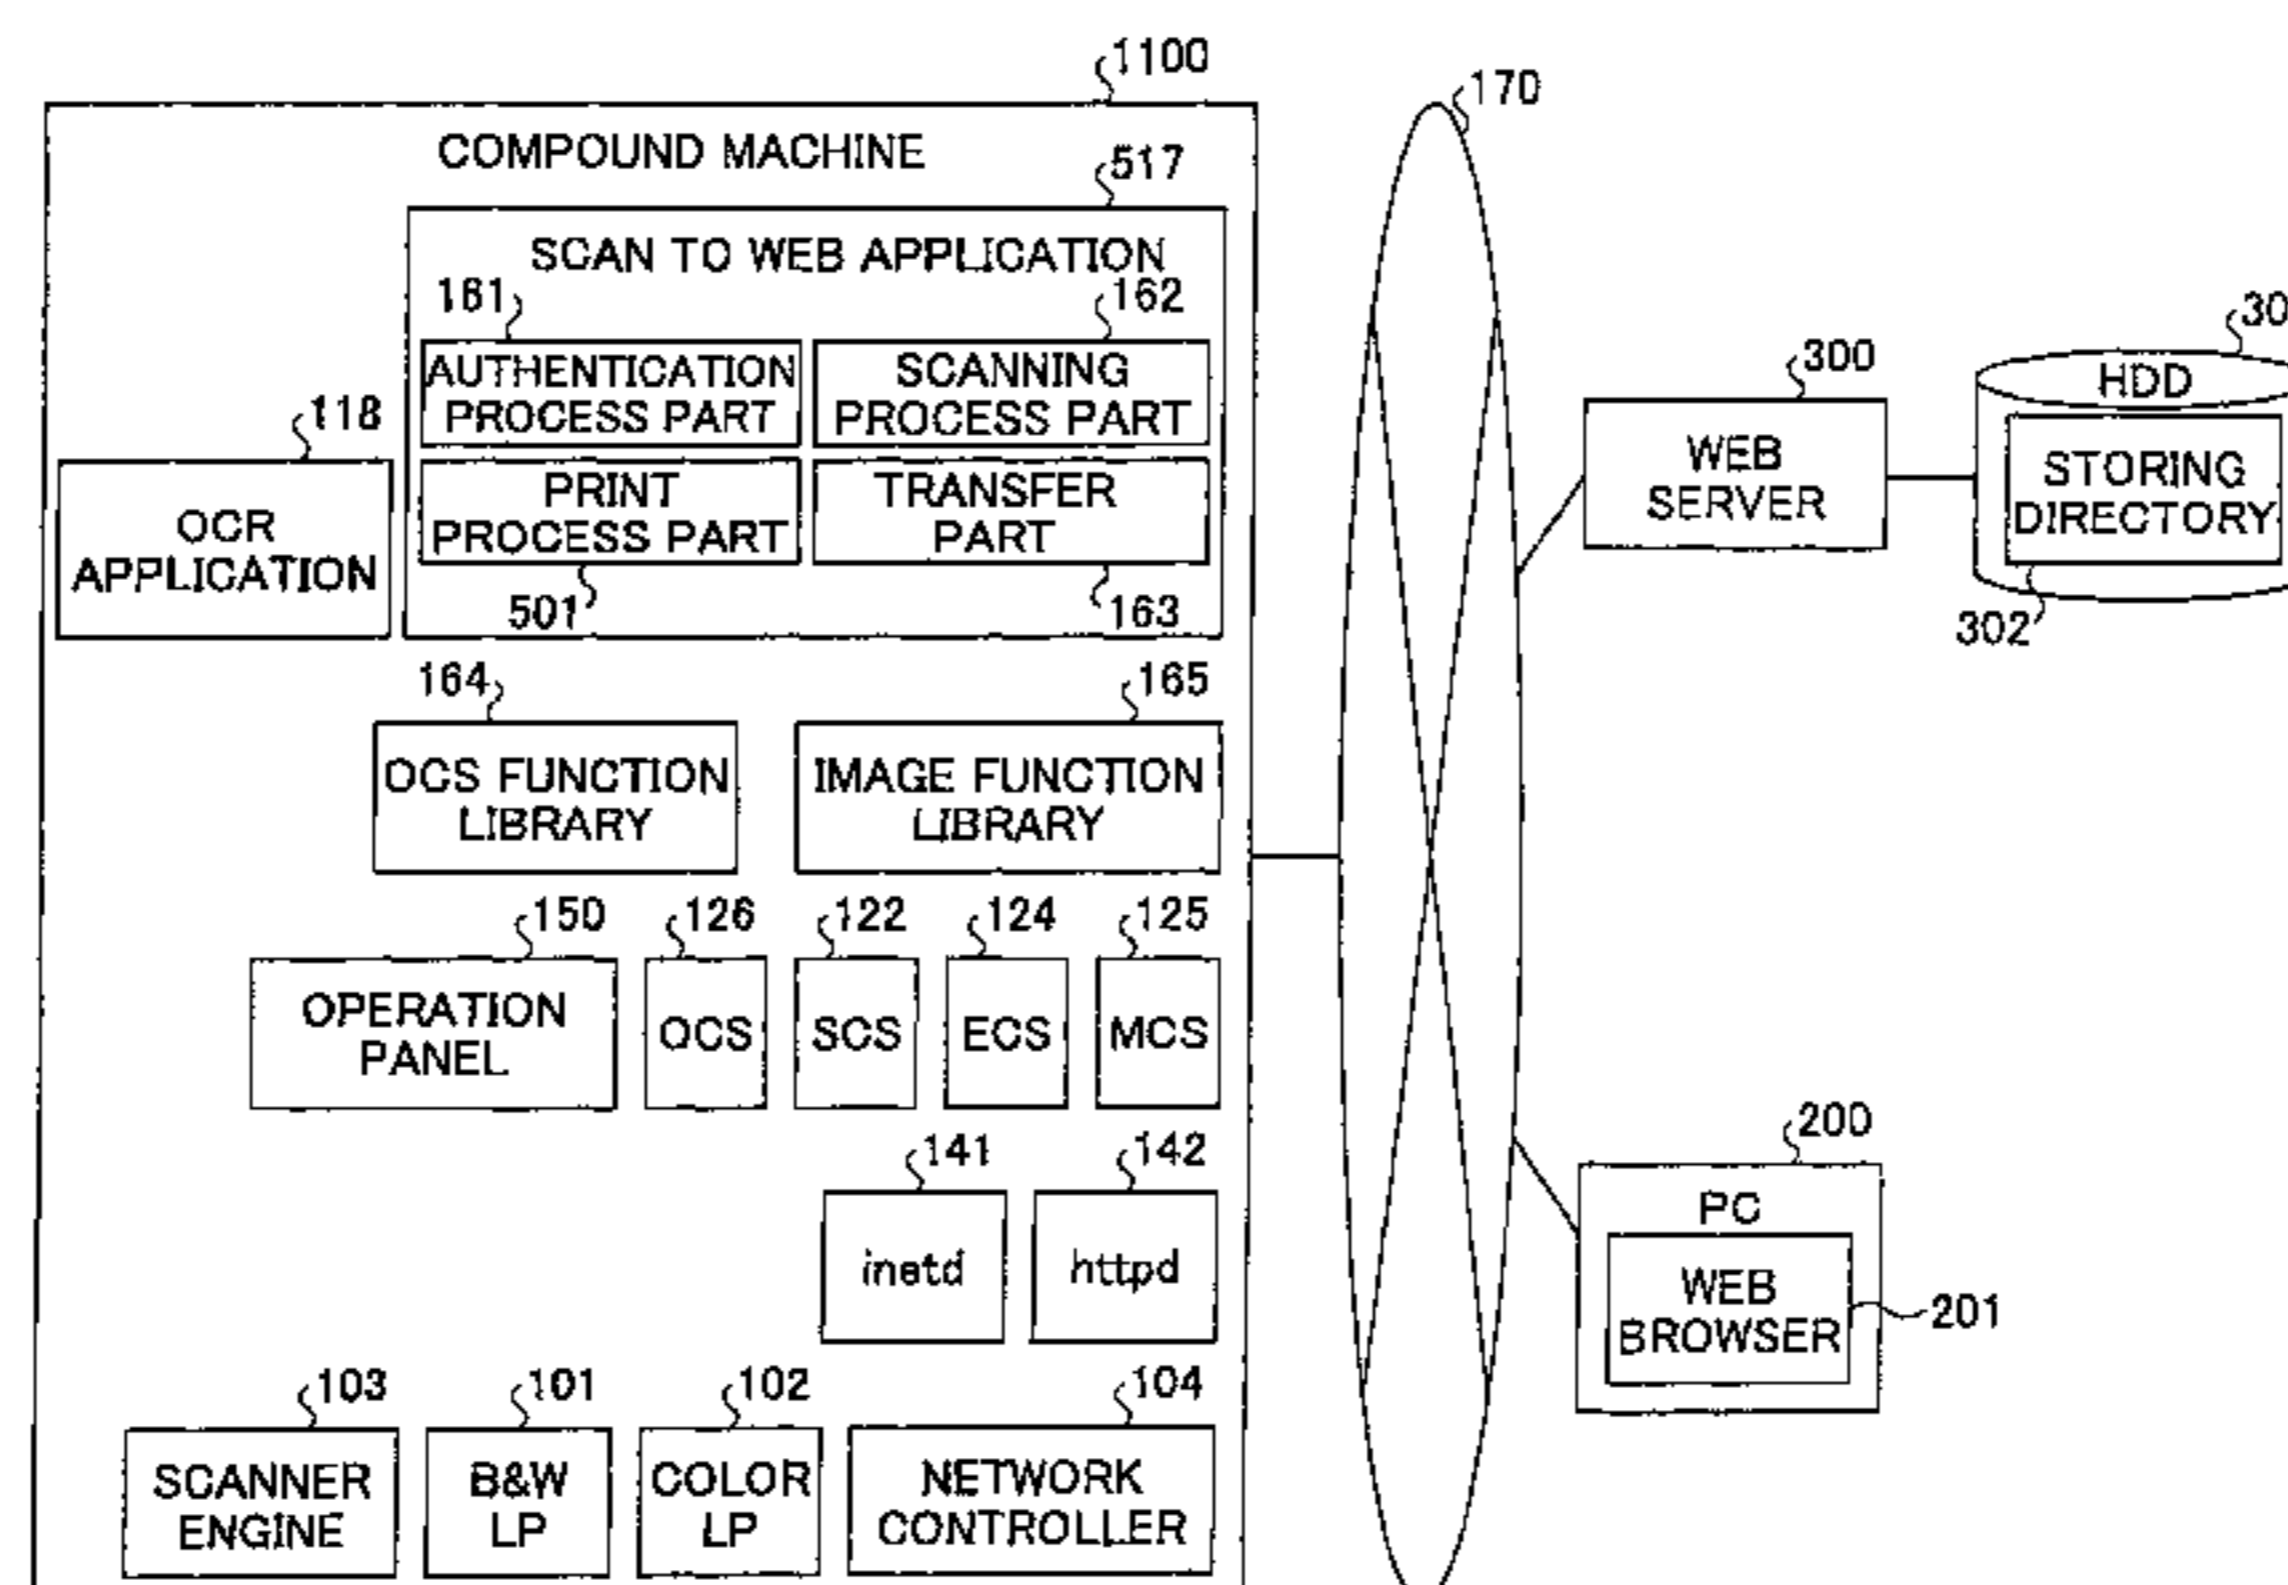 1100
170
COMPOUND MACHINE
517
SCAN TO WEB APPLICATION
161
162
AUTHENTICATION
PROCESS PART
SCANNING
PROCESS PART
118
OCR
APPLICATION
PRINT
PROCESS PART
TRANSFER
PART
501
163
300
WEB
SERVER
HDD
STORING
DIRECTORY
302
164
165
OCS FUNCTION
LIBRARY
IMAGE FUNCTION
LIBRARY
150
126
122
124
125
OPERATION
PANEL
OCS
SCS
ECS
MCS
141
142
inetd
httpd
200
PC
WEB
BROWSER
201
103
101
102
104
SCANNER
ENGINE
B&W
LP
COLOR
LP
NETWORK
CONTROLLER